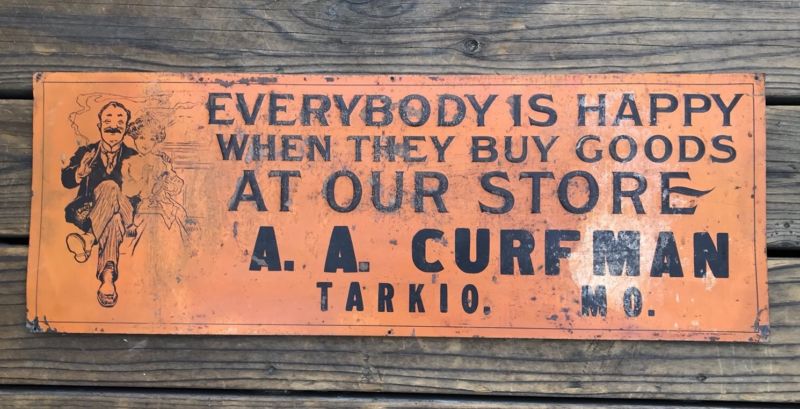 EVERYBODY IS HAPPY
WHEN THEY BUY GOODS
AT OUR STORE
A. A. CURFMAN
TARKIO. MO.